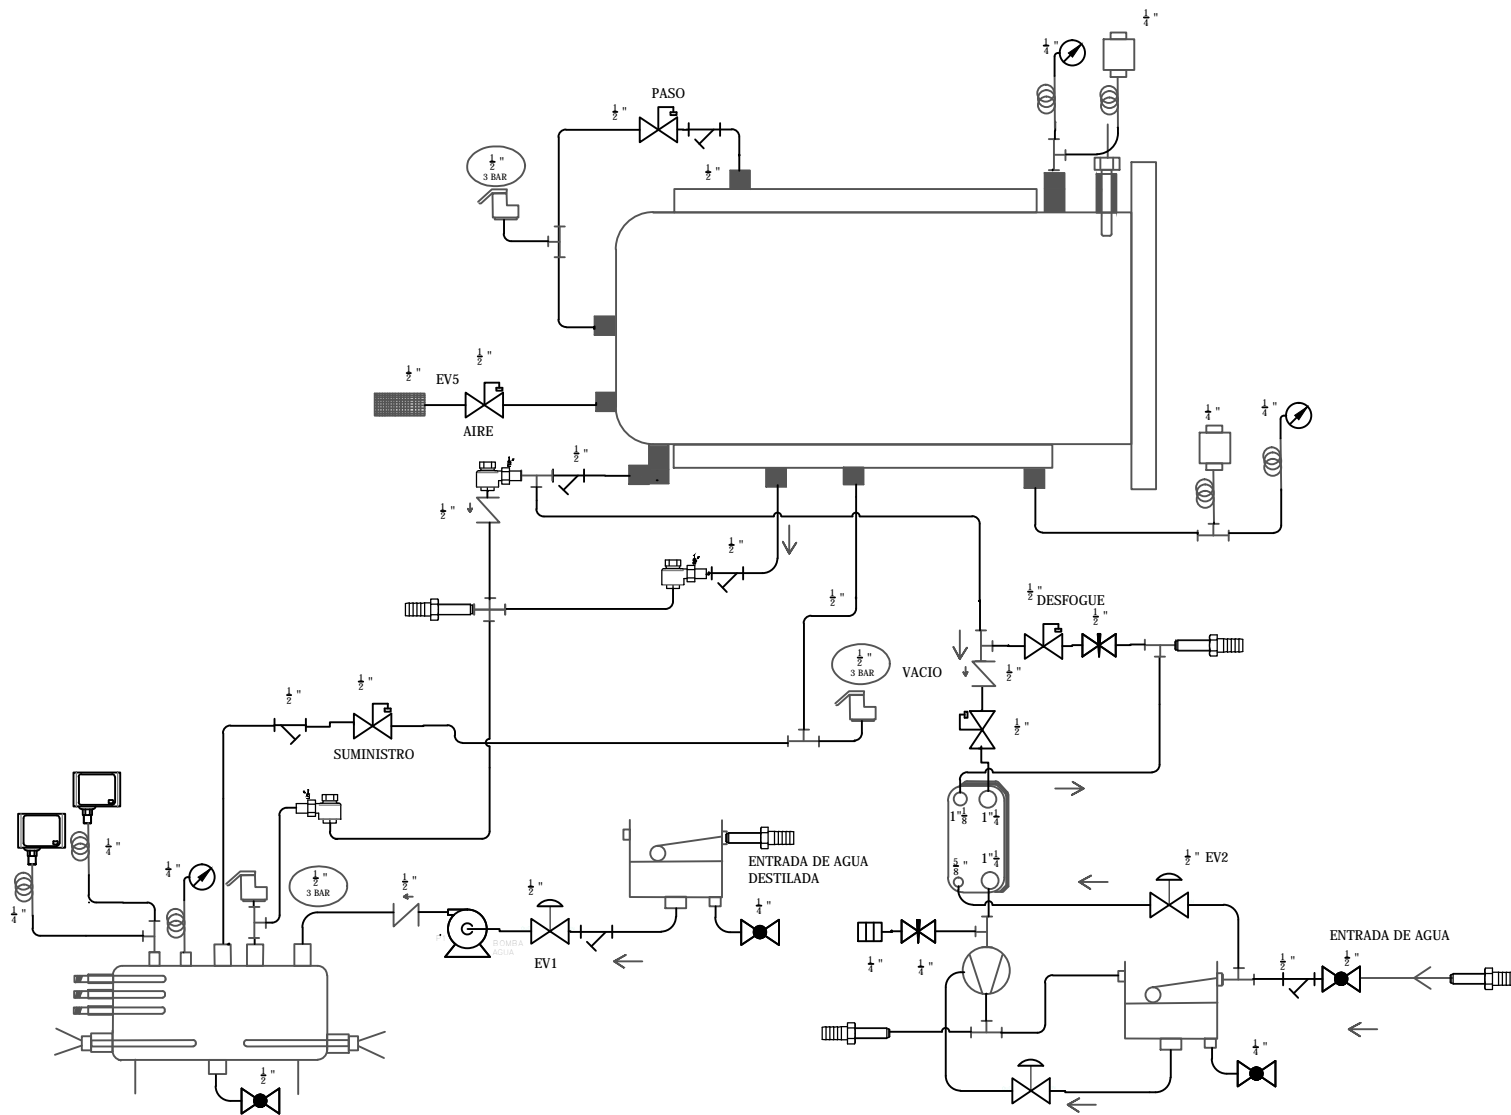 1/4 "
1/4 "
PASO
1/2 "
1/2 "
3 BAR
1/2 "
1/2 "
1/2 "
EV5
AIRE
1/4 "
1/4 "
1/2 "
1/2 "
1/2 "
1/2 "
1/2 "
DESFOGUE
1/2 "
1/2 "
3 BAR
VACIO
1/2 "
1/2 "
1/2 "
1/2 "
SUMINISTRO
1"1/8
1"1/4
5/8 "
1"1/4
1/4 "
1/4 "
1/4 "
1/2 "
3 BAR
1/2 "
1/2 "
ENTRADA DE AGUA
DESTILADA
1/4 "
BOMBA
AGUA
EV1
1/2 " EV2
ENTRADA DE AGUA
1/2 "
1/2 "
1/4 "
1/4 "
1/4 "
1/2 "